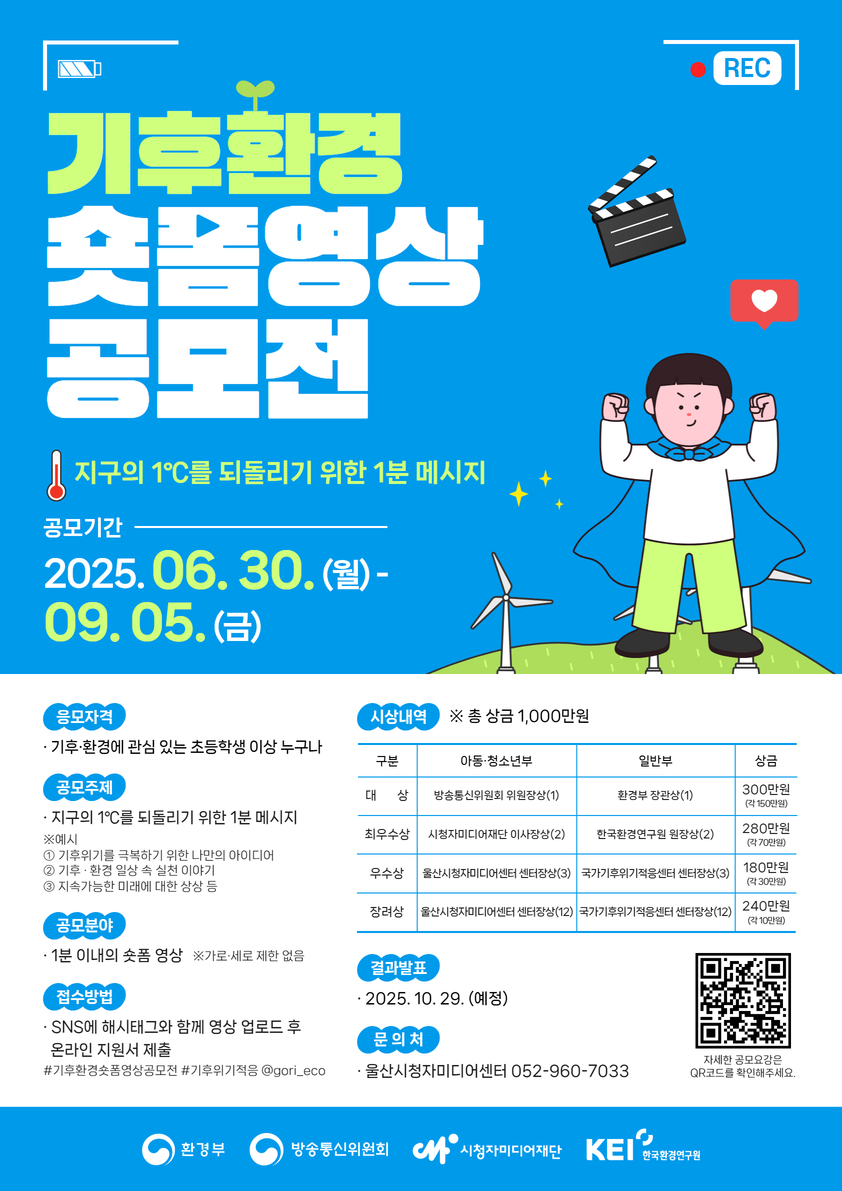 REC
기후환경
숏폼영상
공모전
지구의 1℃를 되돌리기 위한 1분 메시지
공모기간
2025. 06. 30. (월) -
09. 05. (금)
응모자격
· 기후·환경에 관심 있는 초등학생 이상 누구나
공모주제
· 지구의 1℃를 되돌리기 위한 1분 메시지
※예시
① 기후위기를 극복하기 위한 나만의 아이디어
② 기후 · 환경 일상 속 실천 이야기
③ 지속가능한 미래에 대한 상상 등
공모분야
· 1분 이내의 숏폼 영상 ※가로·세로 제한 없음
접수방법
· SNS에 해시태그와 함께 영상 업로드 후
온라인 지원서 제출
#기후환경숏폼영상공모전 #기후위기적응 @gori_eco
시상내역 ※ 총 상금 1,000만원
구분 아동·청소년부 일반부 상금
대 상 방송통신위원회 위원장상(1) 환경부 장관상(1) 300만원
(각 150만원)
최우수상 시청자미디어재단 이사장상(2) 한국환경연구원 원장상(2) 280만원
(각 70만원)
우수상 울산시청자미디어센터 센터장상(3) 국가기후위기적응센터 센터장상(3) 180만원
(각 30만원)
장려상 울산시청자미디어센터 센터장상(12) 국가기후위기적응센터 센터장상(12) 240만원
(각 10만원)
결과발표
· 2025. 10. 29. (예정)
문 의 처
· 울산시청자미디어센터 052-960-7033
자세한 공모요강은
QR코드를 확인해주세요.
환경부 방송통신위원회 시청자미디어재단 KEI 한국환경연구원